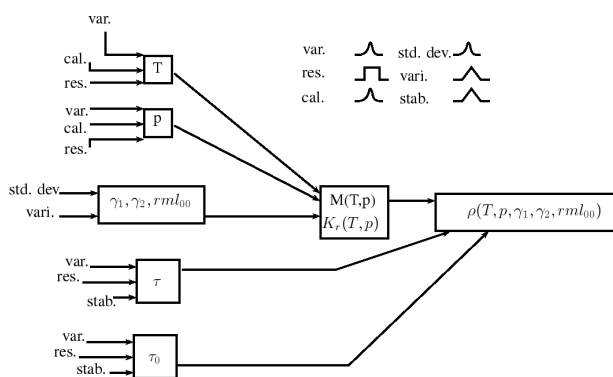 var.
cal.
res.
T
var.
cal.
res.
p
std. dev
vari.
γ₁, γ₂, rml₀₀
var.
res.
stab.
τ
var.
res.
stab.
τ₀
M(T,p)
Kᵣ(T, p)
ρ(T, p, γ₁, γ₂, rml₀₀)
var.
std. dev.
res.
vari.
cal.
stab.